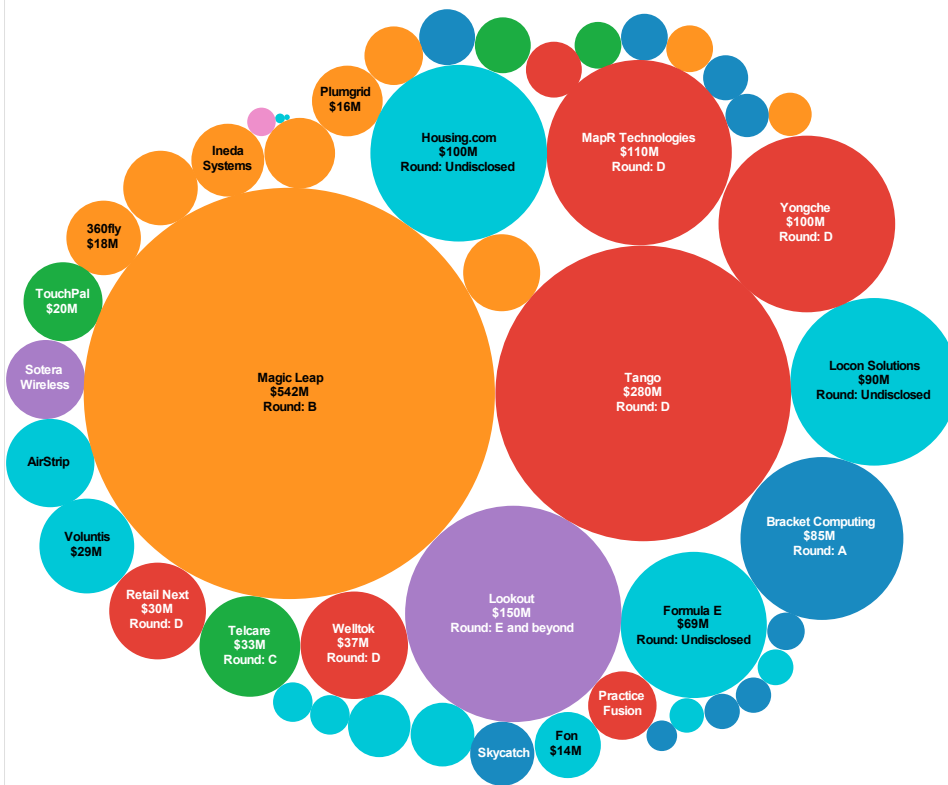 Plumgrid
$16M
Housing.com
$100M
Round: Undisclosed
MapR Technologies
$110M
Round: D
Ineda
Systems
Yongche
$100M
Round: D
360fly
$18M
TouchPal
$20M
Sotera
Wireless
Magic Leap
$542M
Round: B
Tango
$280M
Round: D
Locon Solutions
$90M
Round: Undisclosed
AirStrip
Voluntis
$29M
Bracket Computing
$85M
Round: A
Retail Next
$30M
Round: D
Telcare
$33M
Round: C
Welltok
$37M
Round: D
Lookout
$150M
Round: E and beyond
Formula E
$69M
Round: Undisclosed
Practice
Fusion
Skycatch
Fon
$14M